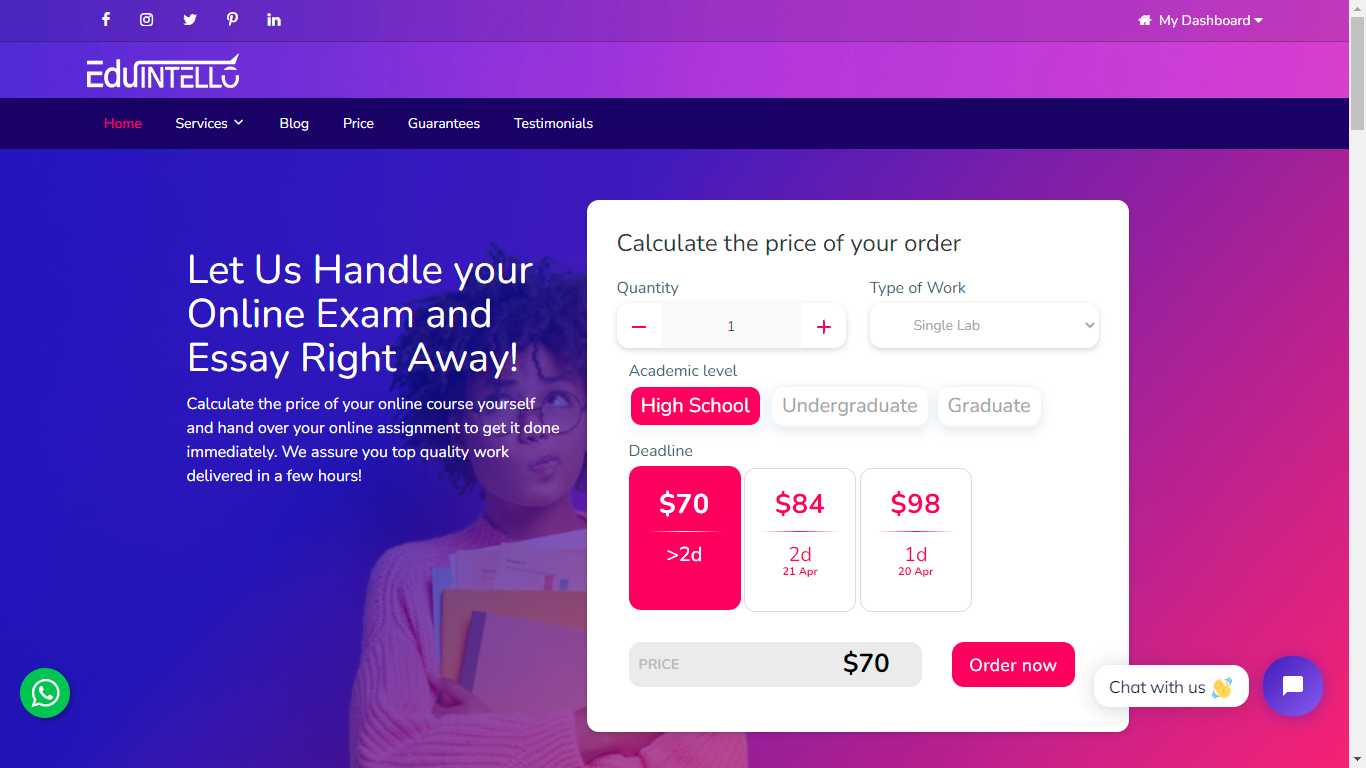 My Dashboard
EduINTELLO
Home Services Blog Price Guarantees Testimonials
Let Us Handle your
Online Exam and
Essay Right Away!
Calculate the price of your online course yourself
and hand over your online assignment to get it done
immediately. We assure you top quality work
delivered in a few hours!
Calculate the price of your order
Quantity Type of Work
1 Single Lab
Academic level
High School Undergraduate Graduate
Deadline
$70 $84 $98
>2d 2d 1d
21 Apr 20 Apr
PRICE $70 Order now
Chat with us 👋